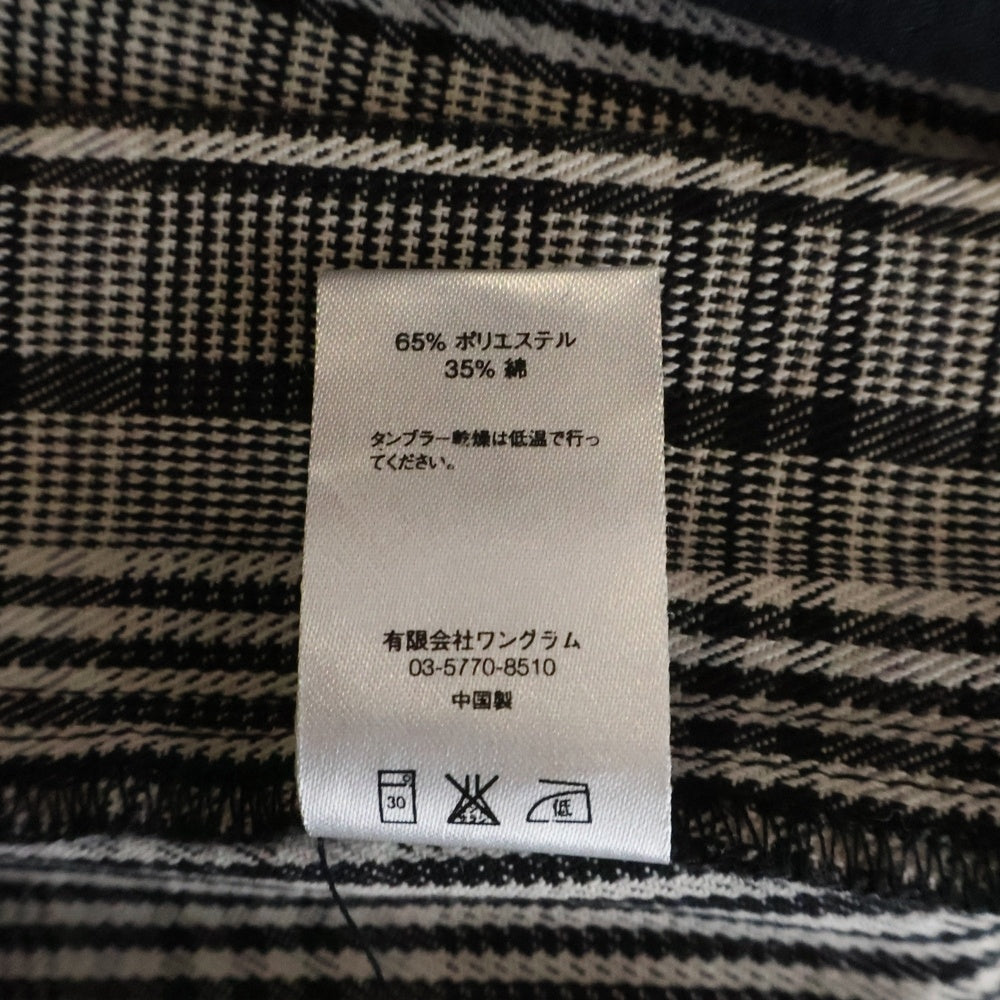 65% ポリエステル
35% 綿
タンブラー乾燥は低温で行っ
てください。
有限会社ワングラム
03-5770-8510
中国製
30
低